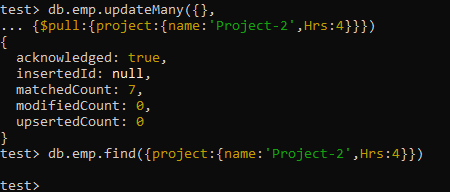 test> db.emp.updateMany({},
... {$pull:{project:{name:'Project-2',Hrs:4}}})
{
  acknowledged: true,
  insertedId: null,
  matchedCount: 7,
  modifiedCount: 0,
  upsertedCount: 0
}
test> db.emp.find({project:{name:'Project-2',Hrs:4}})

test>